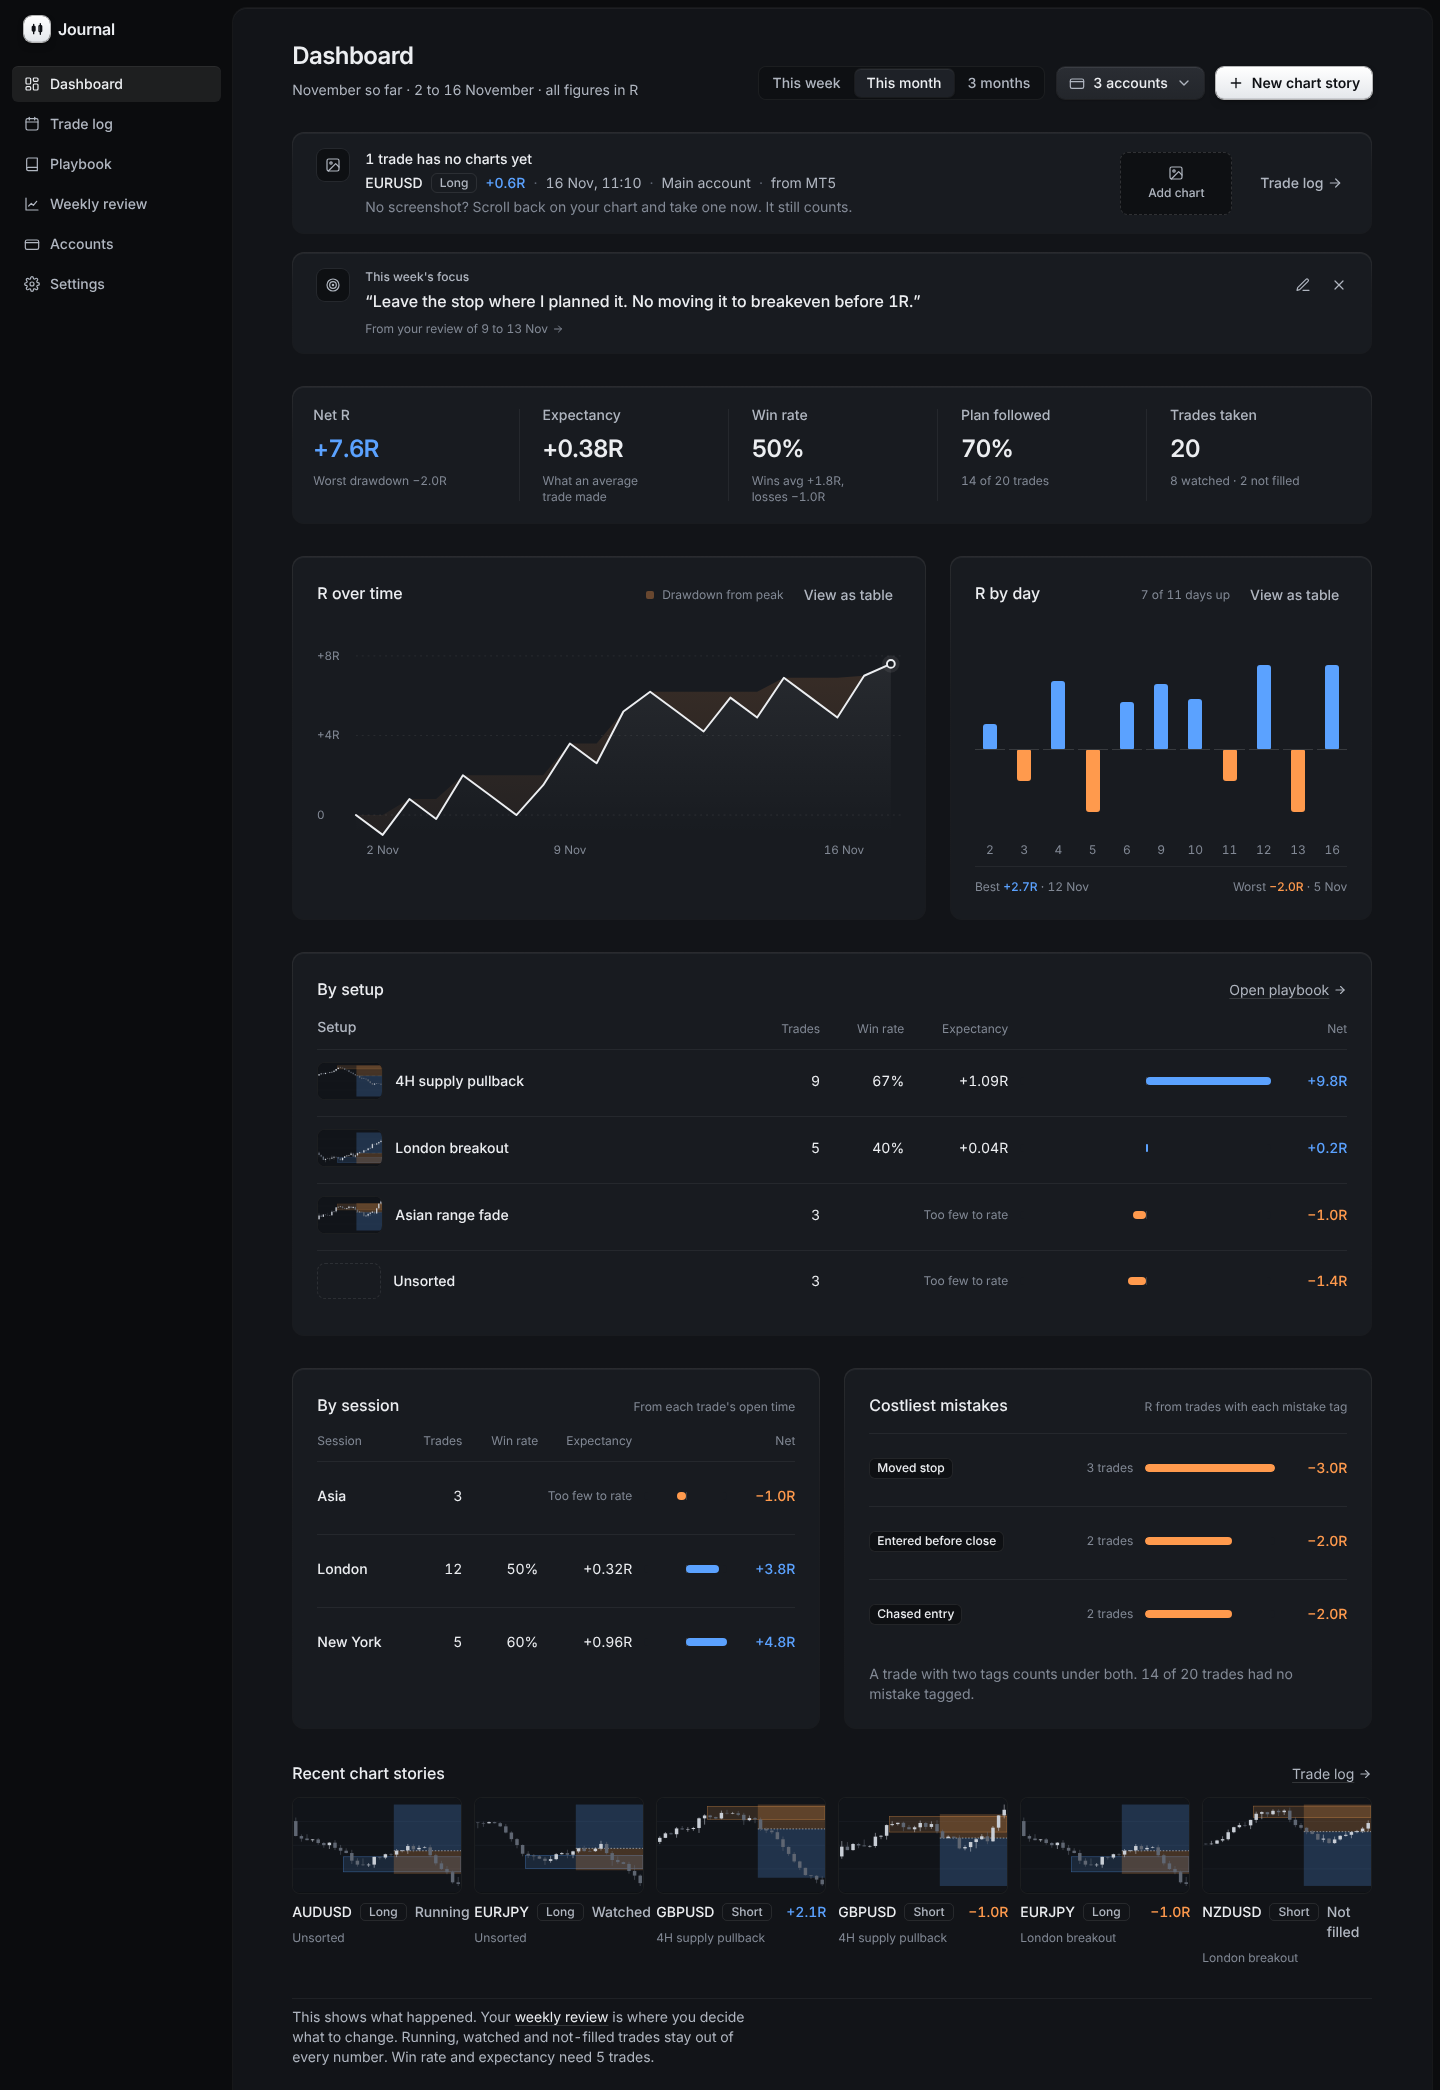 Journal
Dashboard
Trade log
Playbook
Weekly review
Accounts
Settings
Dashboard
November so far · 2 to 16 November · all figures in R
This week This month 3 months
3 accounts
New chart story
1 trade has no charts yet
EURUSD Long +0.6R · 16 Nov, 11:10 · Main account · from MT5
No screenshot? Scroll back on your chart and take one now. It still counts.
Add chart
Trade log →
This week's focus
“Leave the stop where I planned it. No moving it to breakeven before 1R.”
From your review of 9 to 13 Nov →
Net R
+7.6R
Worst drawdown −2.0R
Expectancy
+0.38R
What an average
trade made
Win rate
50%
Wins avg +1.8R,
losses −1.0R
Plan followed
70%
14 of 20 trades
Trades taken
20
8 watched · 2 not filled
R over time
Drawdown from peak
View as table
+8R
+4R
0
2 Nov 9 Nov 16 Nov
R by day
7 of 11 days up
View as table
2 3 4 5 6 9 10 11 12 13 16
Best +2.7R · 12 Nov
Worst −2.0R · 5 Nov
By setup
Open playbook →
Setup Trades Win rate Expectancy Net
4H supply pullback 9 67% +1.09R +9.8R
London breakout 5 40% +0.04R +0.2R
Asian range fade 3 Too few to rate −1.0R
Unsorted 3 Too few to rate −1.4R
By session
From each trade's open time
Session Trades Win rate Expectancy Net
Asia 3 Too few to rate −1.0R
London 12 50% +0.32R +3.8R
New York 5 60% +0.96R +4.8R
Costliest mistakes
R from trades with each mistake tag
Moved stop 3 trades −3.0R
Entered before close 2 trades −2.0R
Chased entry 2 trades −2.0R
A trade with two tags counts under both. 14 of 20 trades had no
mistake tagged.
Recent chart stories
Trade log →
AUDUSD Long Running
Unsorted
EURJPY Long Watched
Unsorted
GBPUSD Short +2.1R
4H supply pullback
GBPUSD Short −1.0R
4H supply pullback
EURJPY Long −1.0R
London breakout
NZDUSD Short Not
filled
London breakout
This shows what happened. Your weekly review is where you decide
what to change. Running, watched and not-filled trades stay out of
every number. Win rate and expectancy need 5 trades.